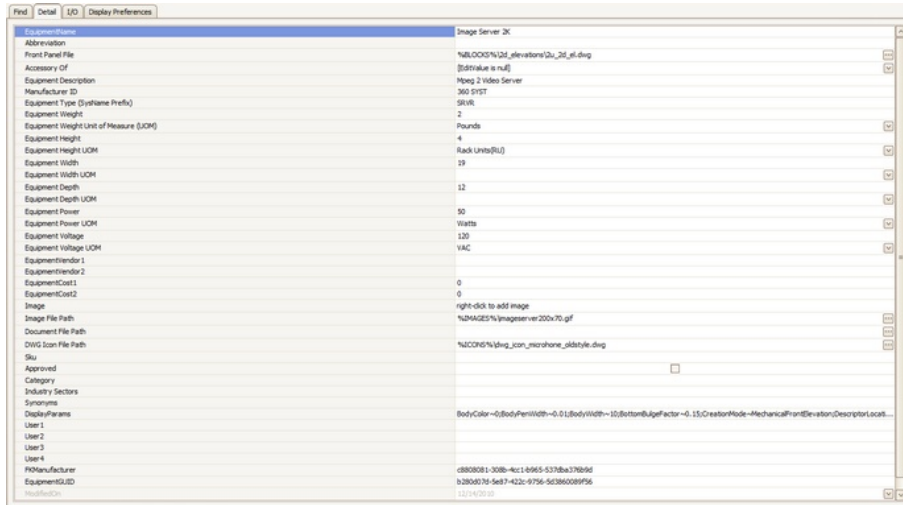 Find Detail I/O Display Preferences
EquipmentName Image Server 2K
Abbreviation
Front Panel File %BLOCKS%\2d_elevations\2u_2d_el.dwg
Accessory Of [EditValue is null]
Equipment Description Mpeg 2 Video Server
Manufacturer ID 360 SYST
Equipment Type (SysName Prefix) SRVR
Equipment Weight 2
Equipment Weight Unit of Measure (UOM) Pounds
Equipment Height 4
Equipment Height UOM Rack Units(RU)
Equipment Width 19
Equipment Width UOM
Equipment Depth 12
Equipment Depth UOM
Equipment Power 50
Equipment Power UOM Watts
Equipment Voltage 120
Equipment Voltage UOM VAC
EquipmentVendor1
EquipmentVendor2
EquipmentCost1 0
EquipmentCost2 0
Image right-click to add image
Image File Path %IMAGES%\imageserver200x70.gif
Document File Path
DWG Icon File Path %ICONS%\dwg_icon_microhone_oldstyle.dwg
Sku
Approved
Category
Industry Sectors
Synonyms
DisplayParams BodyColor~0;BodyPenWidth~0.01;BodyWidth~10;BottomBulgeFactor~0.15;CreationMode~MechanicalFrontElevation;DescriptorLocati...
User1
User2
User3
User4
FKManufacturer c8808081-308b-4cc1-b965-537dba376b9d
EquipmentGUID b280d07d-5e87-422c-9756-5d3860089f56
ModifiedOn 12/14/2010